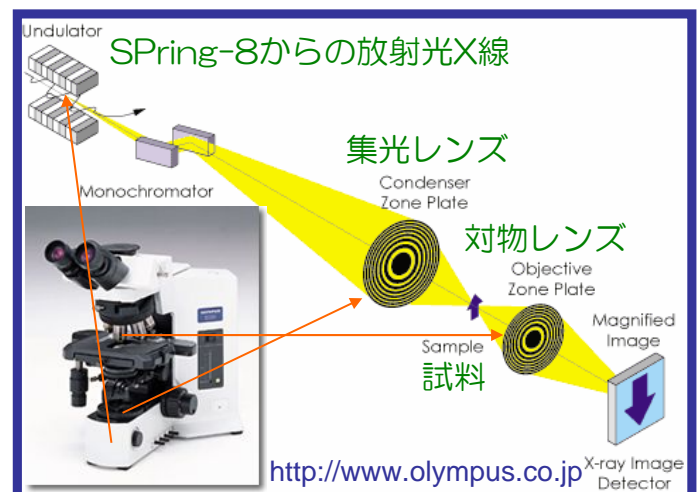 Undulator
SPring-8からの放射光X線
Monochromator
集光レンズ
Condenser
Zone Plate
対物レンズ
Objective
Zone Plate
Magnified
Image
Sample
試料
OLYMPUS
http://www.olympus.co.jp
X-ray Image
Detector